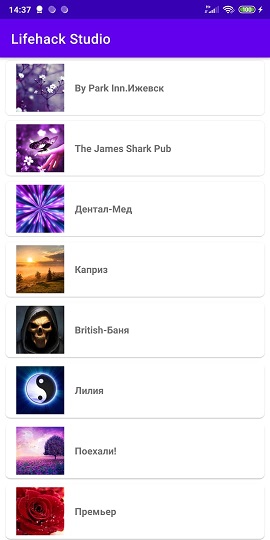 14:37
100
Lifehack Studio
By Park Inn.Ижевск
The James Shark Pub
Дентал-Мед
Каприз
British-Баня
Лилия
Поехали!
Премьер